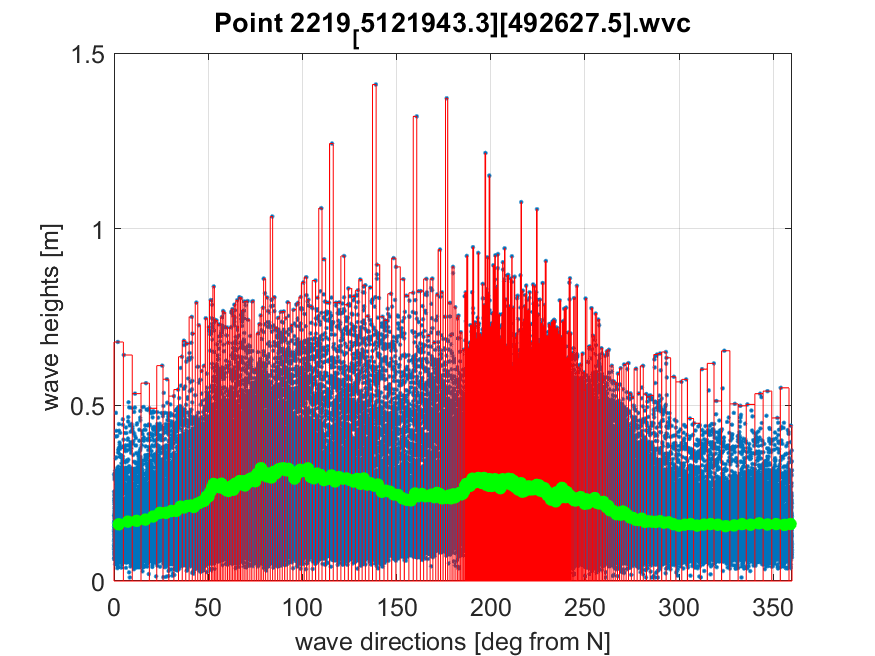 Point 2219[5121943.3][492627.5].wvc
1.5
1
0.5
0
wave heights [m]
0 50 100 150 200 250 300 350
wave directions [deg from N]